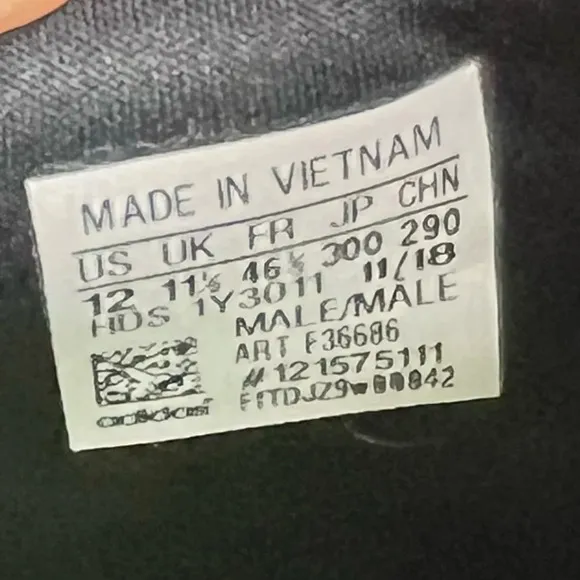 MADE IN VIETNAM
US UK FR JP CHN
12 11½ 46⅔ 300 290
HDS 1Y3011 11/18
MALE/MALE
ART F36686
#121575111
adidas